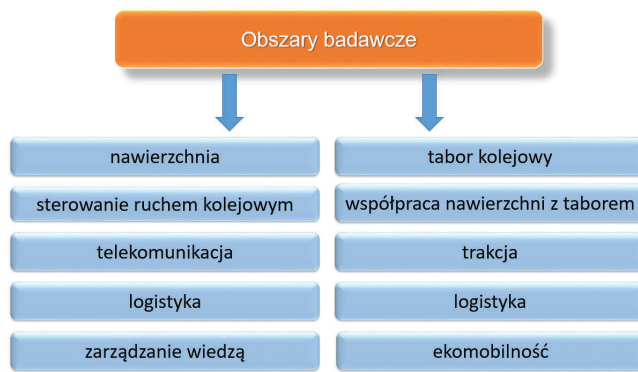 Obszary badawcze
nawierzchnia
tabor kolejowy
sterowanie ruchem kolejowym
współpraca nawierzchni z taborem
telekomunikacja
trakcja
logistyka
logistyka
zarządzanie wiedzą
ekomobilność